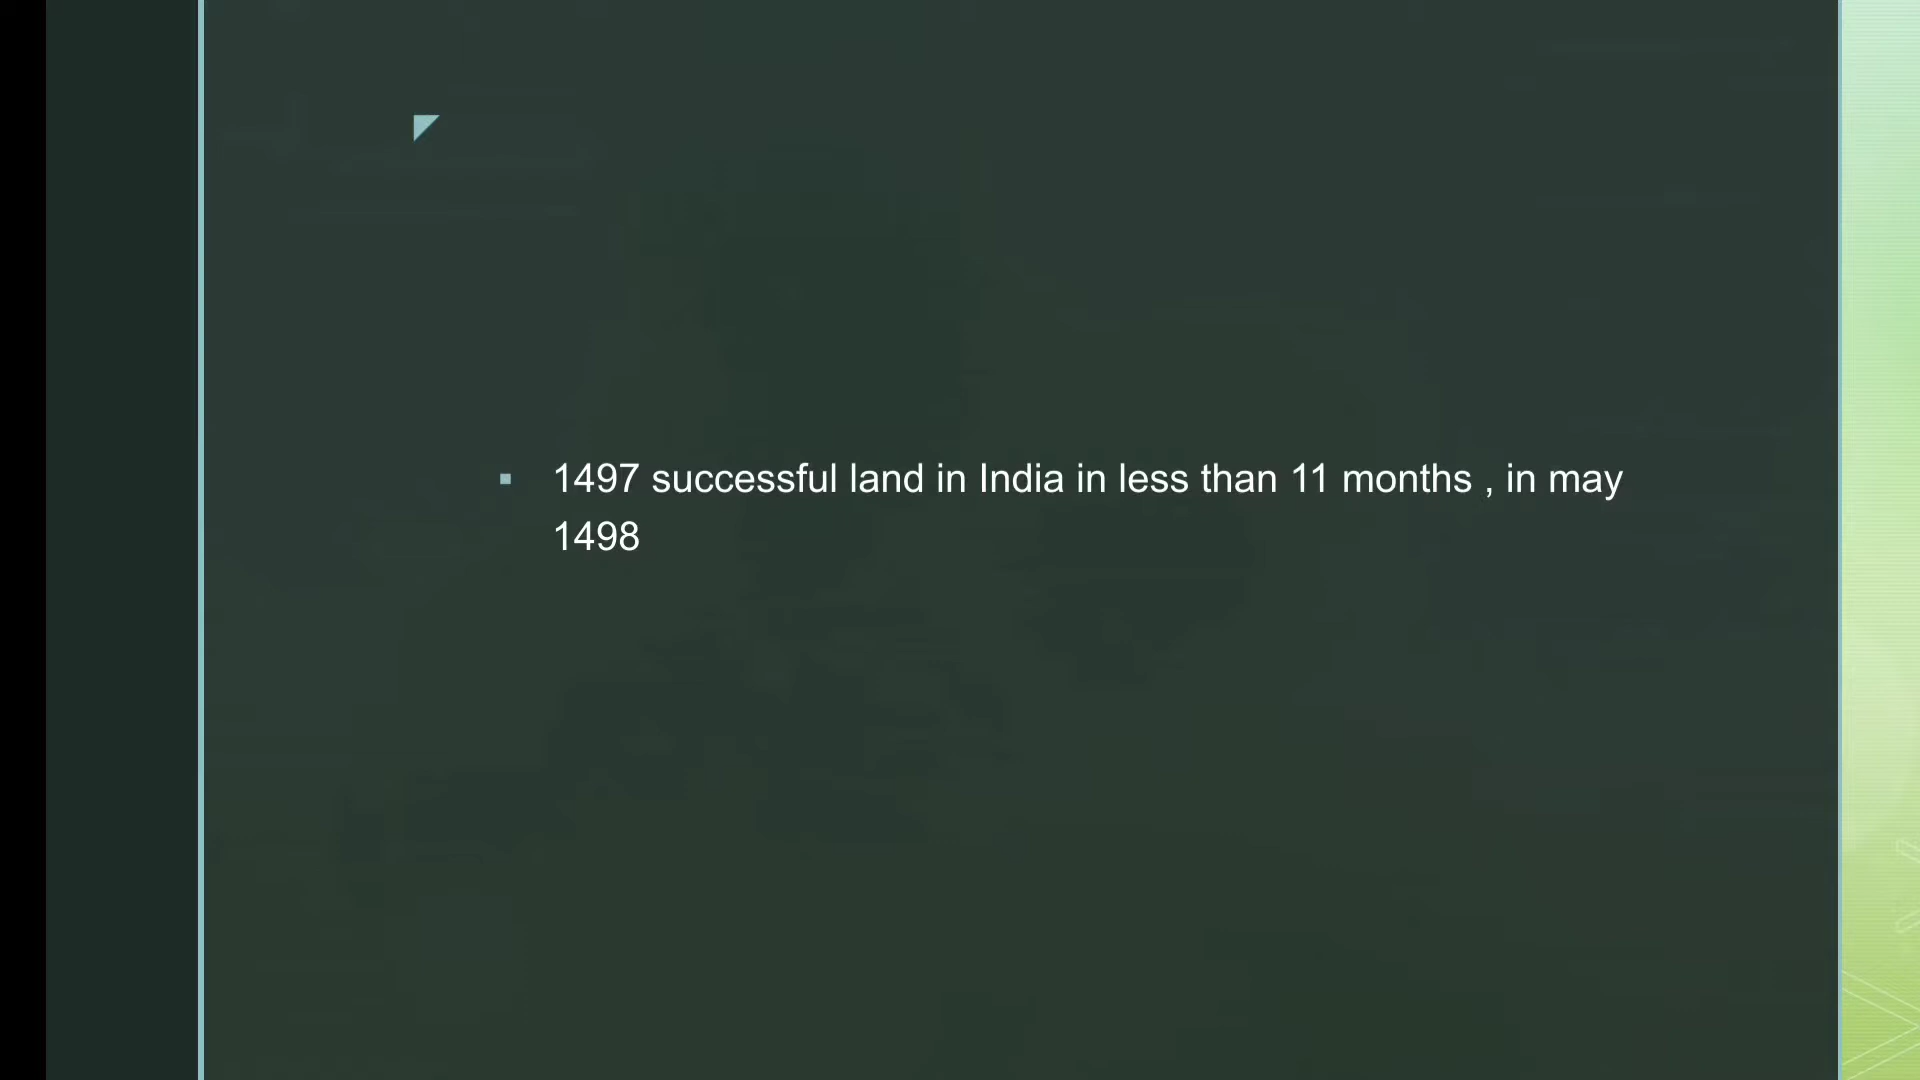 1497 successful land in India in less than 11 months , in may
1498